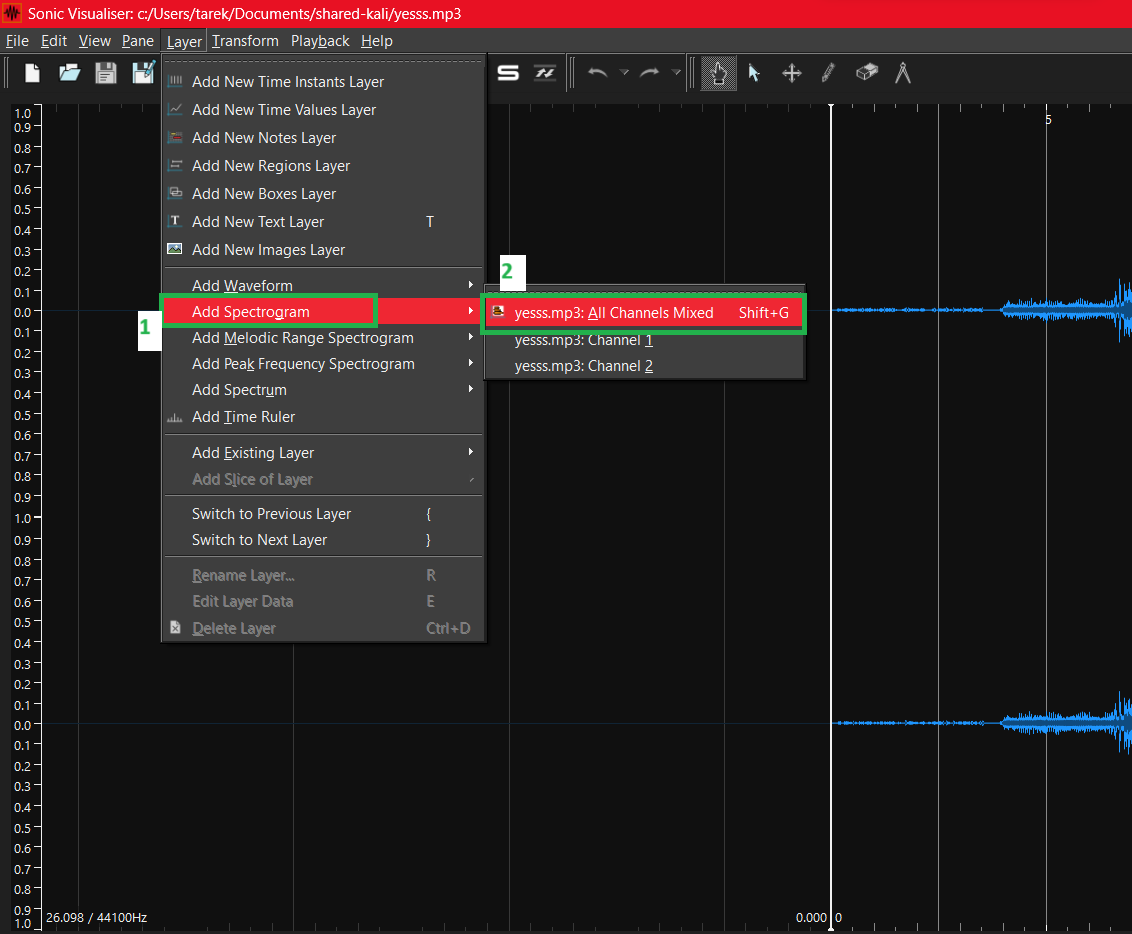 Sonic Visualiser: c:/Users/tarek/Documents/shared-kali/yesss.mp3
File Edit View Pane Layer Transform Playback Help
Add New Time Instants Layer
Add New Time Values Layer
Add New Notes Layer
Add New Regions Layer
Add New Boxes Layer
T Add New Text Layer T
Add New Images Layer
Add Waveform
Add Spectrogram
Add Melodic Range Spectrogram
Add Peak Frequency Spectrogram
Add Spectrum
Add Time Ruler
Add Existing Layer
Add Slice of Layer
Switch to Previous Layer {
Switch to Next Layer }
Rename Layer... R
Edit Layer Data E
Delete Layer Ctrl+D
1
2
yesss.mp3: All Channels Mixed Shift+G
yesss.mp3: Channel 1
yesss.mp3: Channel 2
5
1.0
0.9
0.8
0.7
0.6
0.5
0.4
0.3
0.2
0.1
0.0
0.1
0.2
0.3
0.4
0.5
0.6
0.7
0.8
0.9
1.0
0.9
0.8
0.7
0.6
0.5
0.4
0.3
0.2
0.1
0.0
0.1
0.2
0.3
0.4
0.5
0.6
0.7
0.8
0.9
1.0
26.098 / 44100Hz
0.000 0